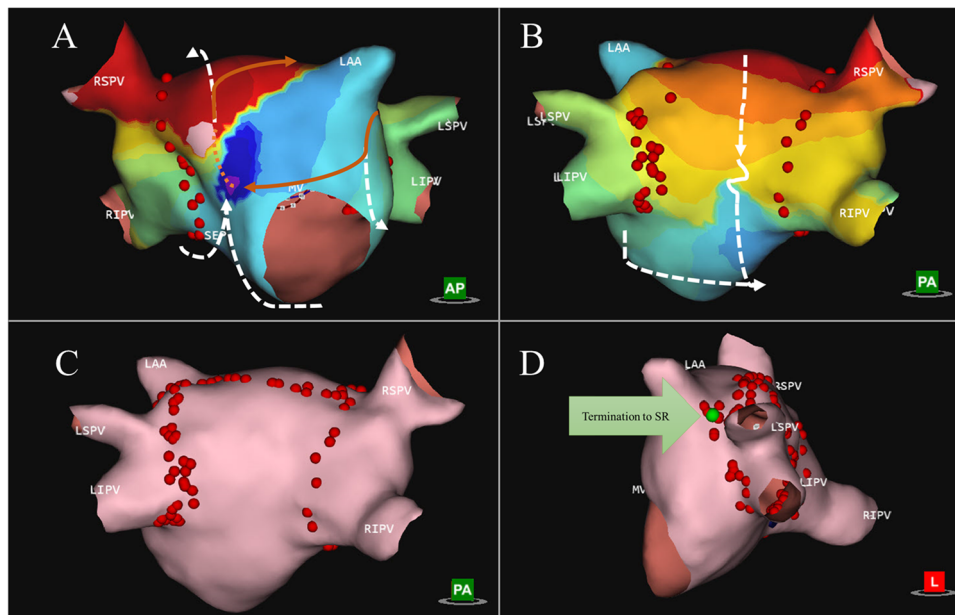 A
LAA
RSPV
LSPV
LIPV
MV
RIPV
SEP
AP
B
LAA
RSPV
LSPV
LIPV
RIPV
PA
C
LAA
RSPV
LSPV
LIPV
RIPV
PA
D
LAA
RSPV
Termination to SR
LSPV
LIPV
MV
RIPV
L